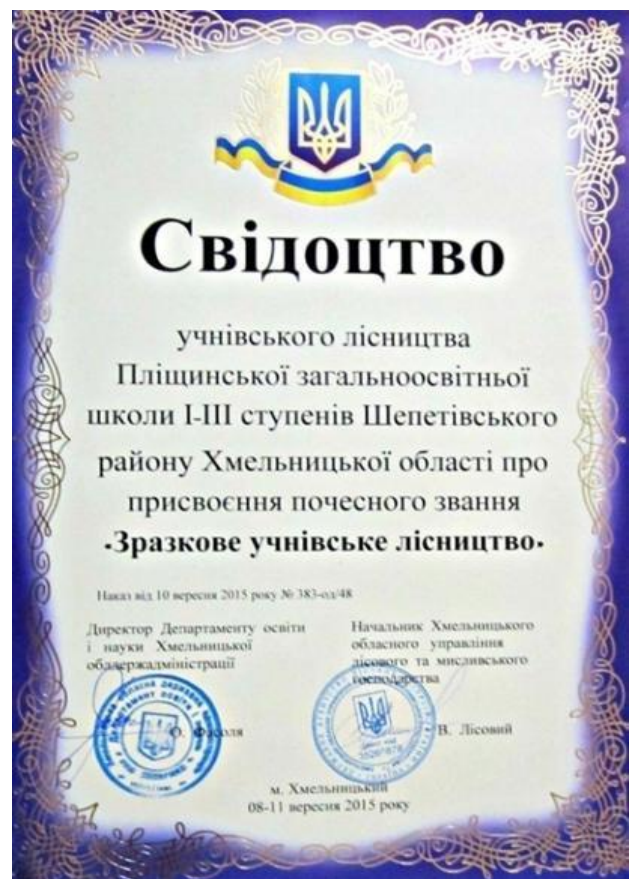 Свідоцтво
учнівського лісництва
Пліщинської загальноосвітньої
школи І-ІІІ ступенів Шепетівського
району Хмельницької області про
присвоєння почесного звання
«Зразкове учнівське лісництво»
Наказ від 10 вересня 2015 року № 383-од/48
Директор Департаменту освіти
і науки Хмельницької
облдержадміністрації
О. Фасоля
Начальник Хмельницького
обласного управління
лісового та мисливського
господарства
В. Лісовий
м. Хмельницький
08-11 вересня 2015 року